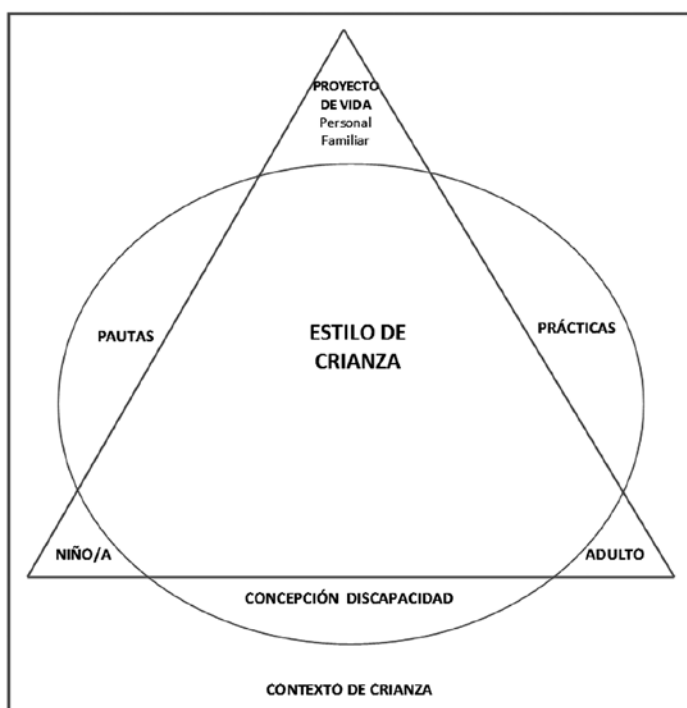 PROYECTO
DE VIDA
Personal
Familiar
PAUTAS
ESTILO DE
CRIANZA
PRÁCTICAS
NIÑO/A
ADULTO
CONCEPCIÓN DISCAPACIDAD
CONTEXTO DE CRIANZA